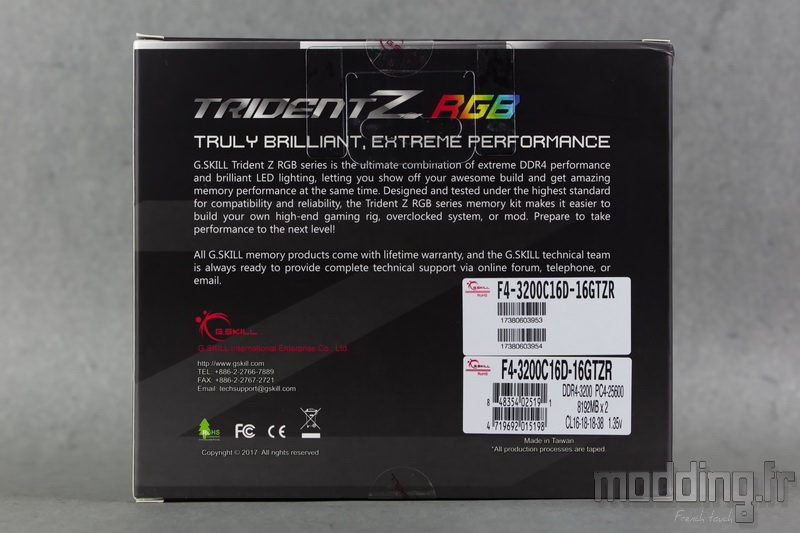 TRIDENTZ RGB
TRULY BRILLIANT, EXTREME PERFORMANCE
G.SKILL Trident Z RGB series is the ultimate combination of extreme DDR4 performance
and brilliant LED lighting, letting you show off your awesome build and get amazing
memory performance at the same time. Designed and tested under the highest standard
for compatibility and reliability, the Trident Z RGB series memory kit makes it easier to
build your own high-end gaming rig, overclocked system, or mod. Prepare to take
performance to the next level!
All G.SKILL memory products come with lifetime warranty, and the G.SKILL technical team
is always ready to provide complete technical support via online forum, telephone, or
email.
G.SKILL
F4-3200C16D-16GTZR
RoHS
17380603953
17380603954
G.SKILL
G.SKILL International Enterprise Co., Ltd.
http://www.gskill.com
TEL: +886-2-2766-7889
FAX: +886-2-2767-2721
Email: techsupport@gskill.com
G.SKILL
F4-3200C16D-16GTZR
RoHS
DDR4-3200 PC4-25600
8 48354 02519 1
8192MB x 2
4 719692 015198
CL16-18-18-38 1.35v
RoHS
FC CE
Made in Taiwan
*All production processes are taped.
Copyright © 2017 All rights reserved.
modding.fr
French touch